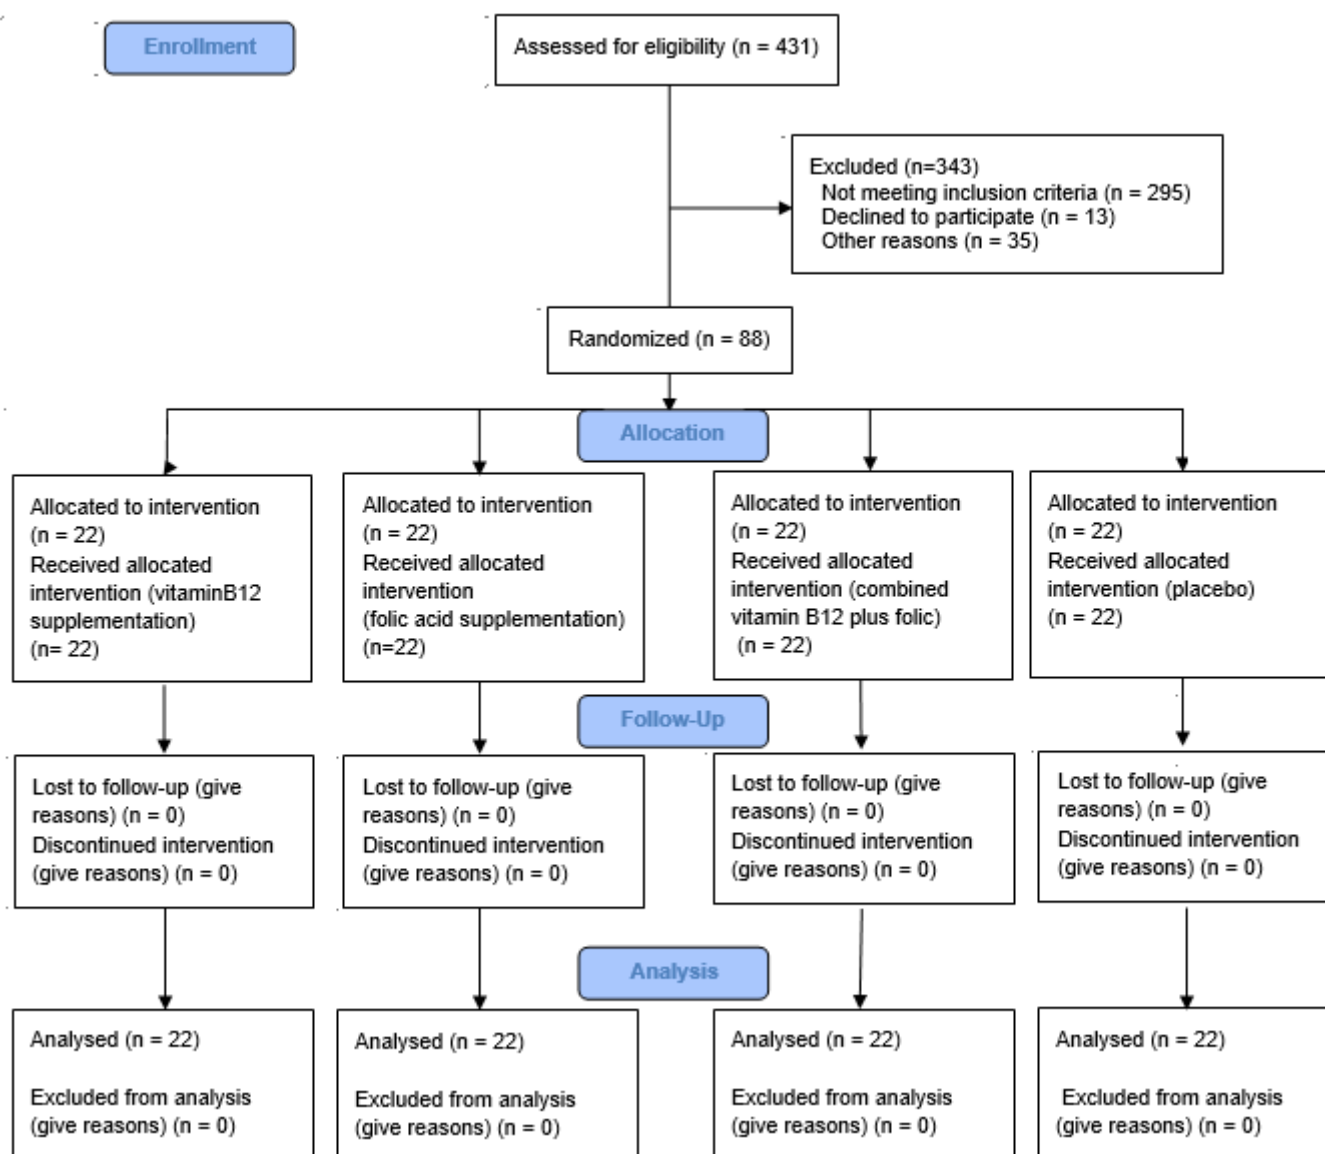 Enrollment
Assessed for eligibility (n = 431)
Excluded (n=343)
Not meeting inclusion criteria (n = 295)
Declined to participate (n = 13)
Other reasons (n = 35)
Randomized (n = 88)
Allocation
Allocated to intervention
(n = 22)
Received allocated
intervention (vitaminB12
supplementation)
(n= 22)
Allocated to intervention
(n = 22)
Received allocated
intervention
(folic acid supplementation)
(n=22)
Allocated to intervention
(n = 22)
Received allocated
intervention (combined
vitamin B12 plus folic)
(n = 22)
Allocated to intervention
(n = 22)
Received allocated
intervention (placebo)
(n = 22)
Follow-Up
Lost to follow-up (give
reasons) (n = 0)
Discontinued intervention
(give reasons) (n = 0)
Lost to follow-up (give
reasons) (n = 0)
Discontinued intervention
(give reasons) (n = 0)
Lost to follow-up (give
reasons) (n = 0)
Discontinued intervention
(give reasons) (n = 0)
Lost to follow-up (give
reasons) (n = 0)
Discontinued intervention
(give reasons) (n = 0)
Analysis
Analysed (n = 22)
Excluded from analysis
(give reasons) (n = 0)
Analysed (n = 22)
Excluded from analysis
(give reasons) (n = 0)
Analysed (n = 22)
Excluded from analysis
(give reasons) (n = 0)
Analysed (n = 22)
Excluded from analysis
(give reasons) (n = 0)